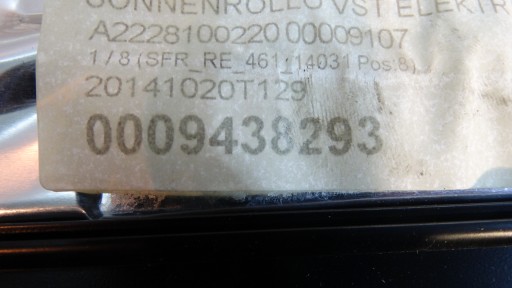 SONNENROLLO VST ELEKTR
A2228100220 00009107
1 / 8 (SFR_RE_461_14031 Pos.8)
20141020T129
0009438293